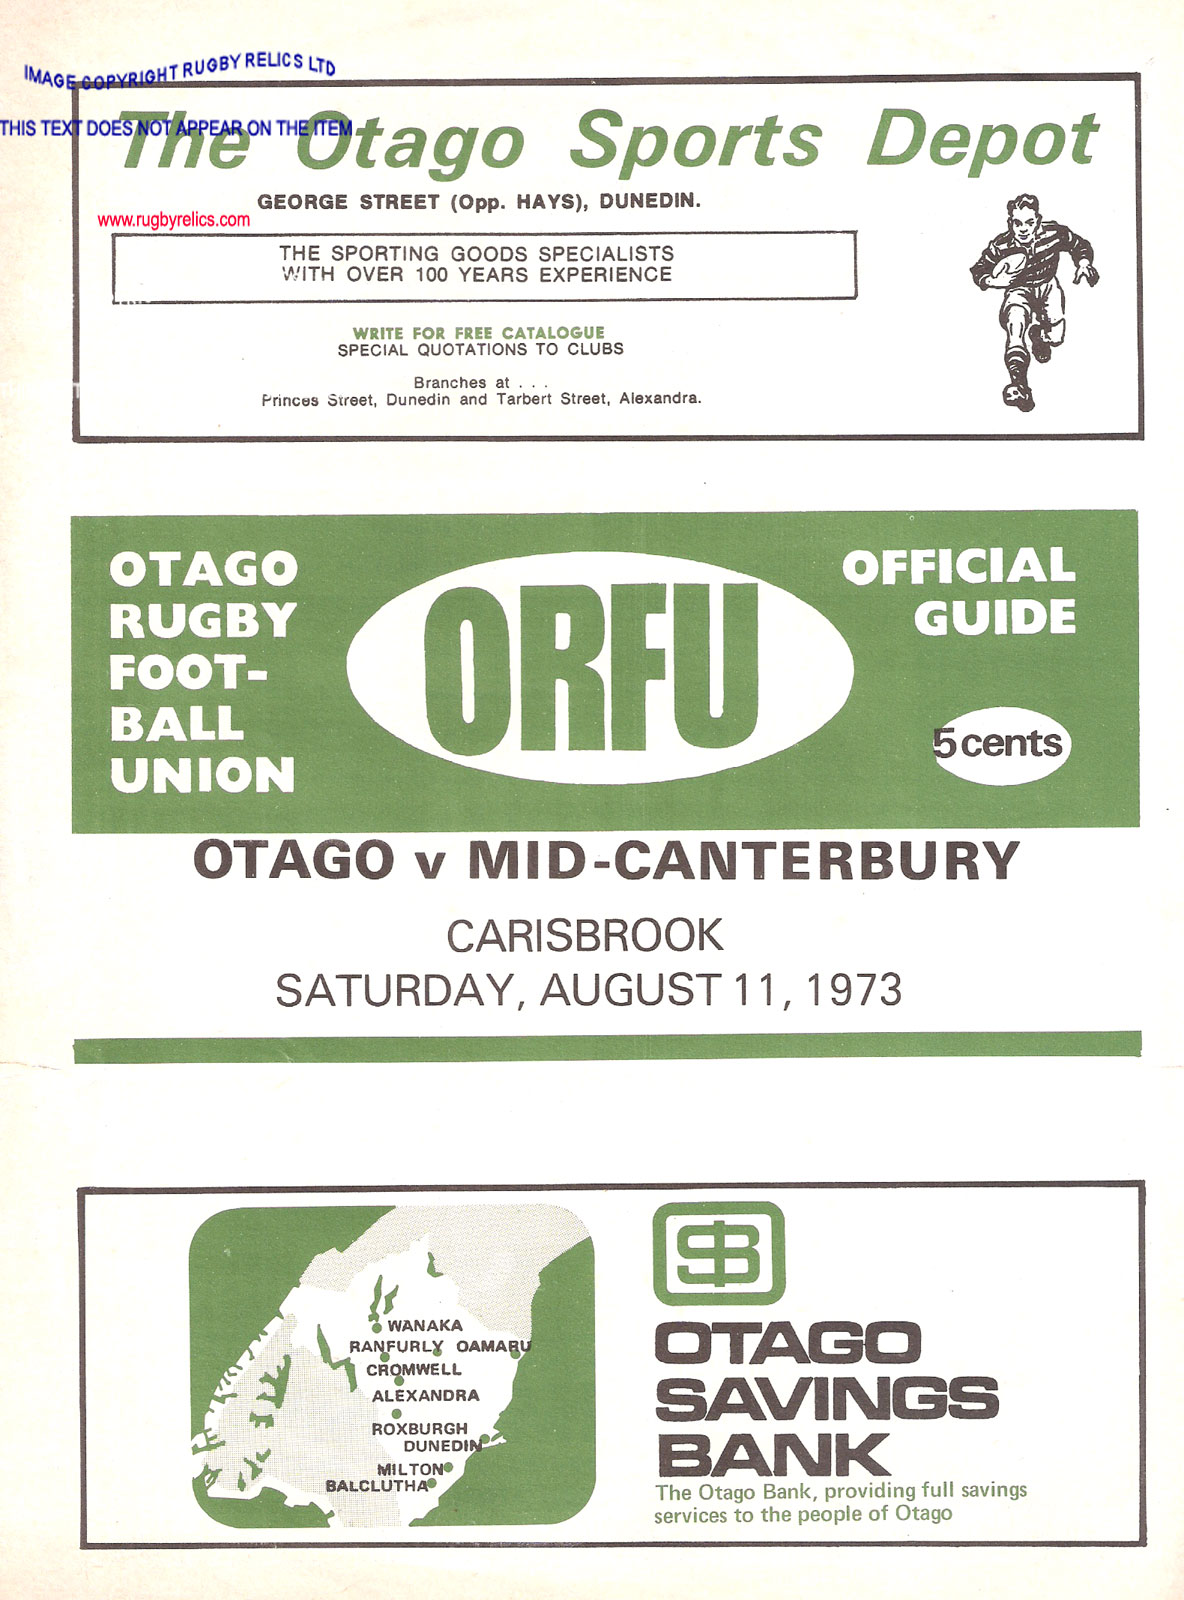 IMAGE COPYRIGHT RUGBY RELICS LTD
THIS TEXT DOES NOT APPEAR ON THE ITEM
The Otago Sports Depot
GEORGE STREET (Opp. HAYS), DUNEDIN.
www.rugbyrelics.com
THE SPORTING GOODS SPECIALISTS
WITH OVER 100 YEARS EXPERIENCE
WRITE FOR FREE CATALOGUE
SPECIAL QUOTATIONS TO CLUBS
Branches at . . .
Princes Street, Dunedin and Tarbert Street, Alexandra.
OTAGO
RUGBY
FOOT-
BALL
UNION
ORFU
OFFICIAL
GUIDE
5 cents
OTAGO v MID-CANTERBURY
CARISBROOK
SATURDAY, AUGUST 11, 1973
WANAKA
RANFURLY OAMARU
CROMWELL
ALEXANDRA
ROXBURGH
DUNEDIN
MILTON
BALCLUTHA
SB
OTAGO
SAVINGS
BANK
The Otago Bank, providing full savings
services to the people of Otago